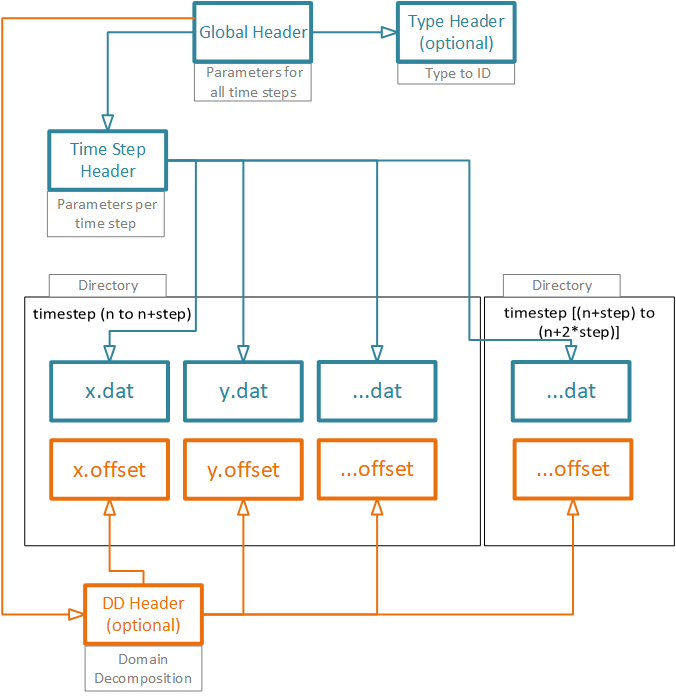 Global Header
Parameters for
all time steps
Type Header
(optional)
Type to ID
Time Step
Header
Parameters per
time step
Directory
timestep (n to n+step)
x.dat
y.dat
...dat
x.offset
y.offset
...offset
Directory
timestep [(n+step) to
(n+2*step)]
...dat
...offset
DD Header
(optional)
Domain
Decomposition